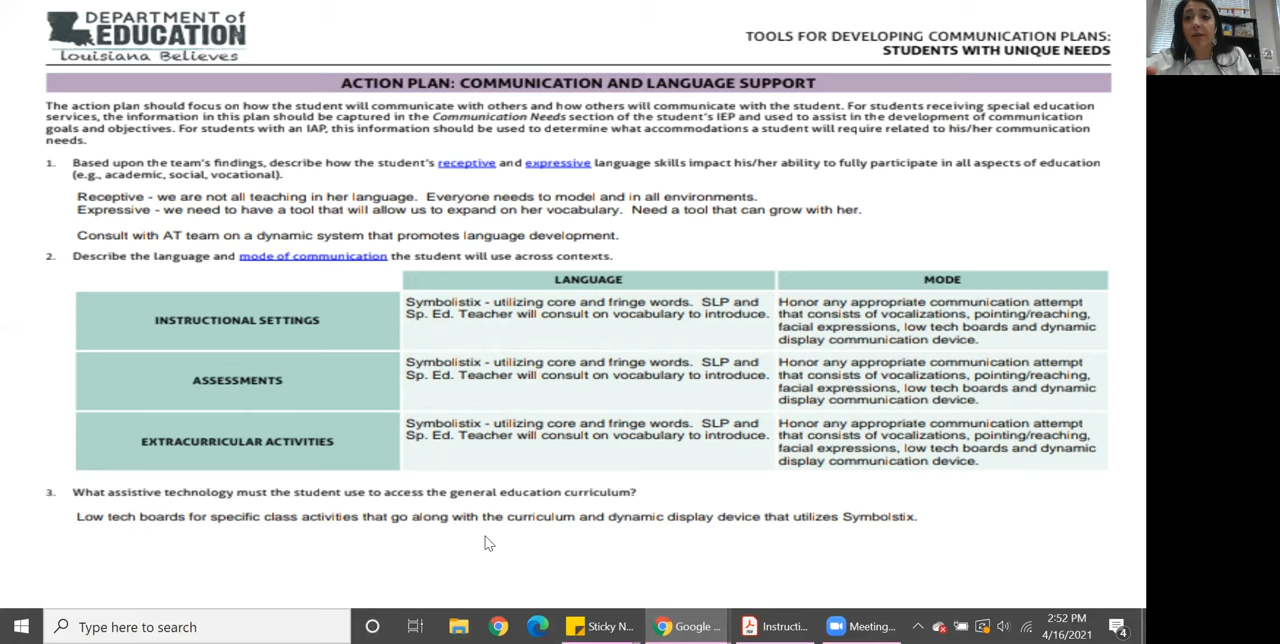 DEPARTMENT of
EDUCATION
Louisiana Believes
TOOLS FOR DEVELOPING COMMUNICATION PLANS:
STUDENTS WITH UNIQUE NEEDS
ACTION PLAN: COMMUNICATION AND LANGUAGE SUPPORT
The action plan should focus on how the student will communicate with others and how others will communicate with the student. For students receiving special education
services, the information in this plan should be captured in the Communication Needs section of the student's IEP and used to assist in the development of communication
goals and objectives. For students with an IAP, this information should be used to determine what accommodations a student will require related to his/her communication
needs.
1. Based upon the team's findings, describe how the student's receptive and expressive language skills impact his/her ability to fully participate in all aspects of education
(e.g., academic, social, vocational).
Receptive - we are not all teaching in her language. Everyone needs to model and in all environments.
Expressive - we need to have a tool that will allow us to expand on her vocabulary. Need a tool that can grow with her.
Consult with AT team on a dynamic system that promotes language development.
2. Describe the language and mode of communication the student will use across contexts.
LANGUAGE
MODE
INSTRUCTIONAL SETTINGS
Symbolistix - utilizing core and fringe words. SLP and
Sp. Ed. Teacher will consult on vocabulary to introduce.
Honor any appropriate communication attempt
that consists of vocalizations, pointing/reaching,
facial expressions, low tech boards and dynamic
display communication device.
ASSESSMENTS
Symbolistix - utilizing core and fringe words. SLP and
Sp. Ed. Teacher will consult on vocabulary to introduce.
Honor any appropriate communication attempt
that consists of vocalizations, pointing/reaching,
facial expressions, low tech boards and dynamic
display communication device.
EXTRACURRICULAR ACTIVITIES
Symbolistix - utilizing core and fringe words. SLP and
Sp. Ed. Teacher will consult on vocabulary to introduce.
Honor any appropriate communication attempt
that consists of vocalizations, pointing/reaching,
facial expressions, low tech boards and dynamic
display communication device.
3. What assistive technology must the student use to access the general education curriculum?
Low tech boards for specific class activities that go along with the curriculum and dynamic display device that utilizes Symbolstix.
Type here to search
Sticky N...
Google ...
Instructi...
Meeting...
2:52 PM
4/16/2021
4